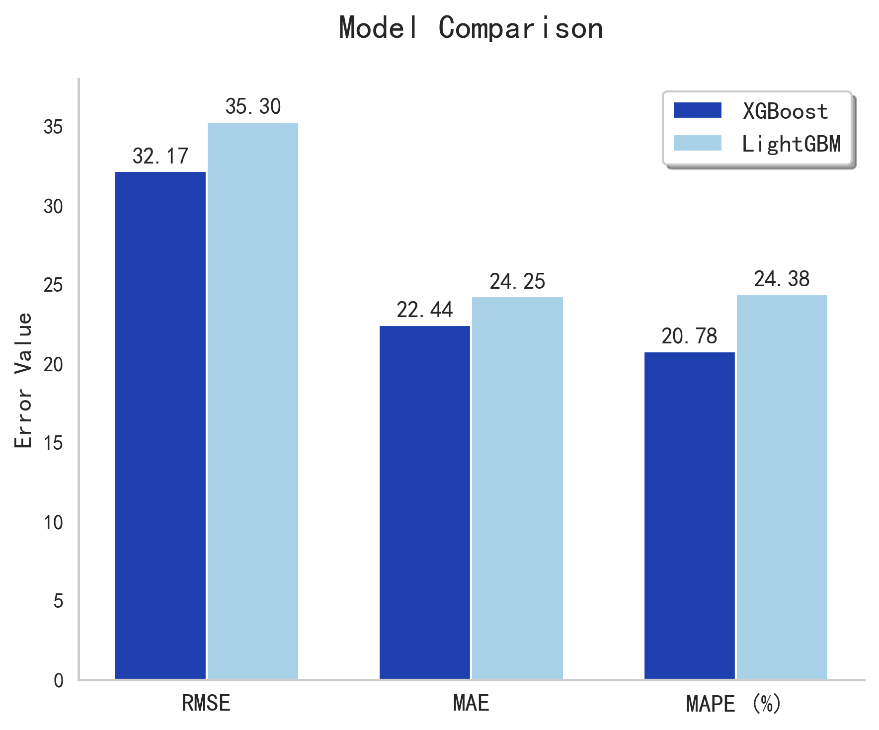 Model Comparison
XGBoost
LightGBM
Error Value
35
30
25
20
15
10
5
0
32.17
35.30
22.44
24.25
20.78
24.38
RMSE
MAE
MAPE (%)